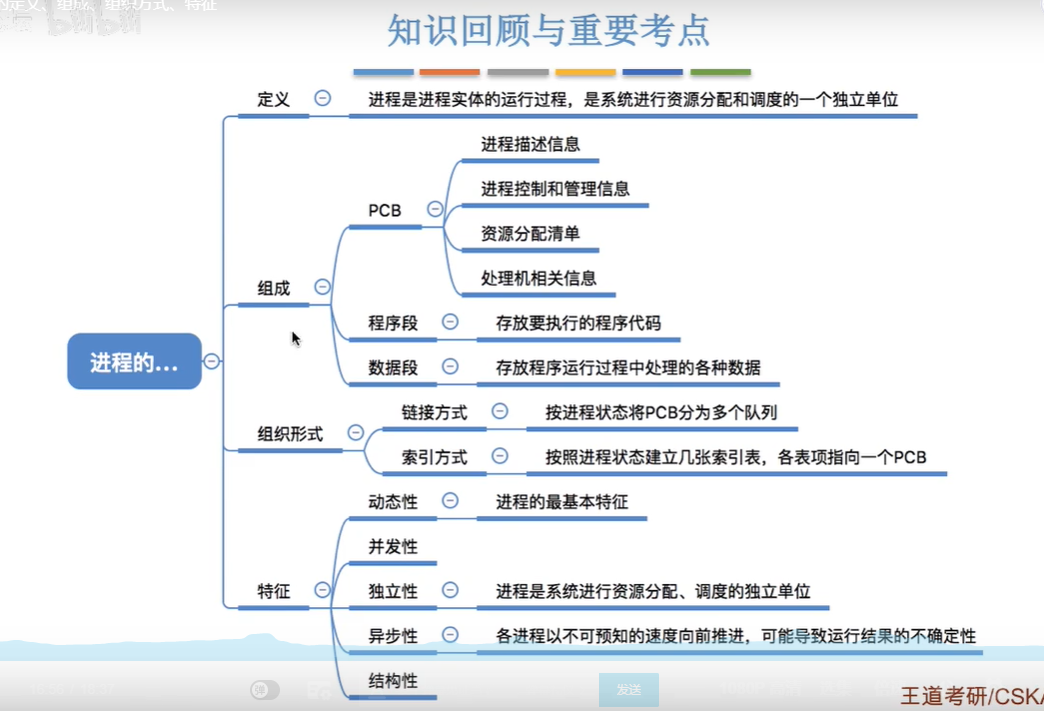 的定义、组成、组织方式、特征
bilibili
知识回顾与重要考点
定义
进程是进程实体的运行过程，是系统进行资源分配和调度的一个独立单位
进程描述信息
进程控制和管理信息
PCB
资源分配清单
处理机相关信息
组成
程序段
存放要执行的程序代码
数据段
存放程序运行过程中处理的各种数据
进程的...
链接方式
按进程状态将PCB分为多个队列
组织形式
索引方式
按照进程状态建立几张索引表，各表项指向一个PCB
动态性
进程的最基本特征
并发性
特征
独立性
进程是系统进行资源分配、调度的独立单位
异步性
各进程以不可预知的速度向前推进，可能导致运行结果的不确定性
结构性
弹
发送
王道考研/CSKA